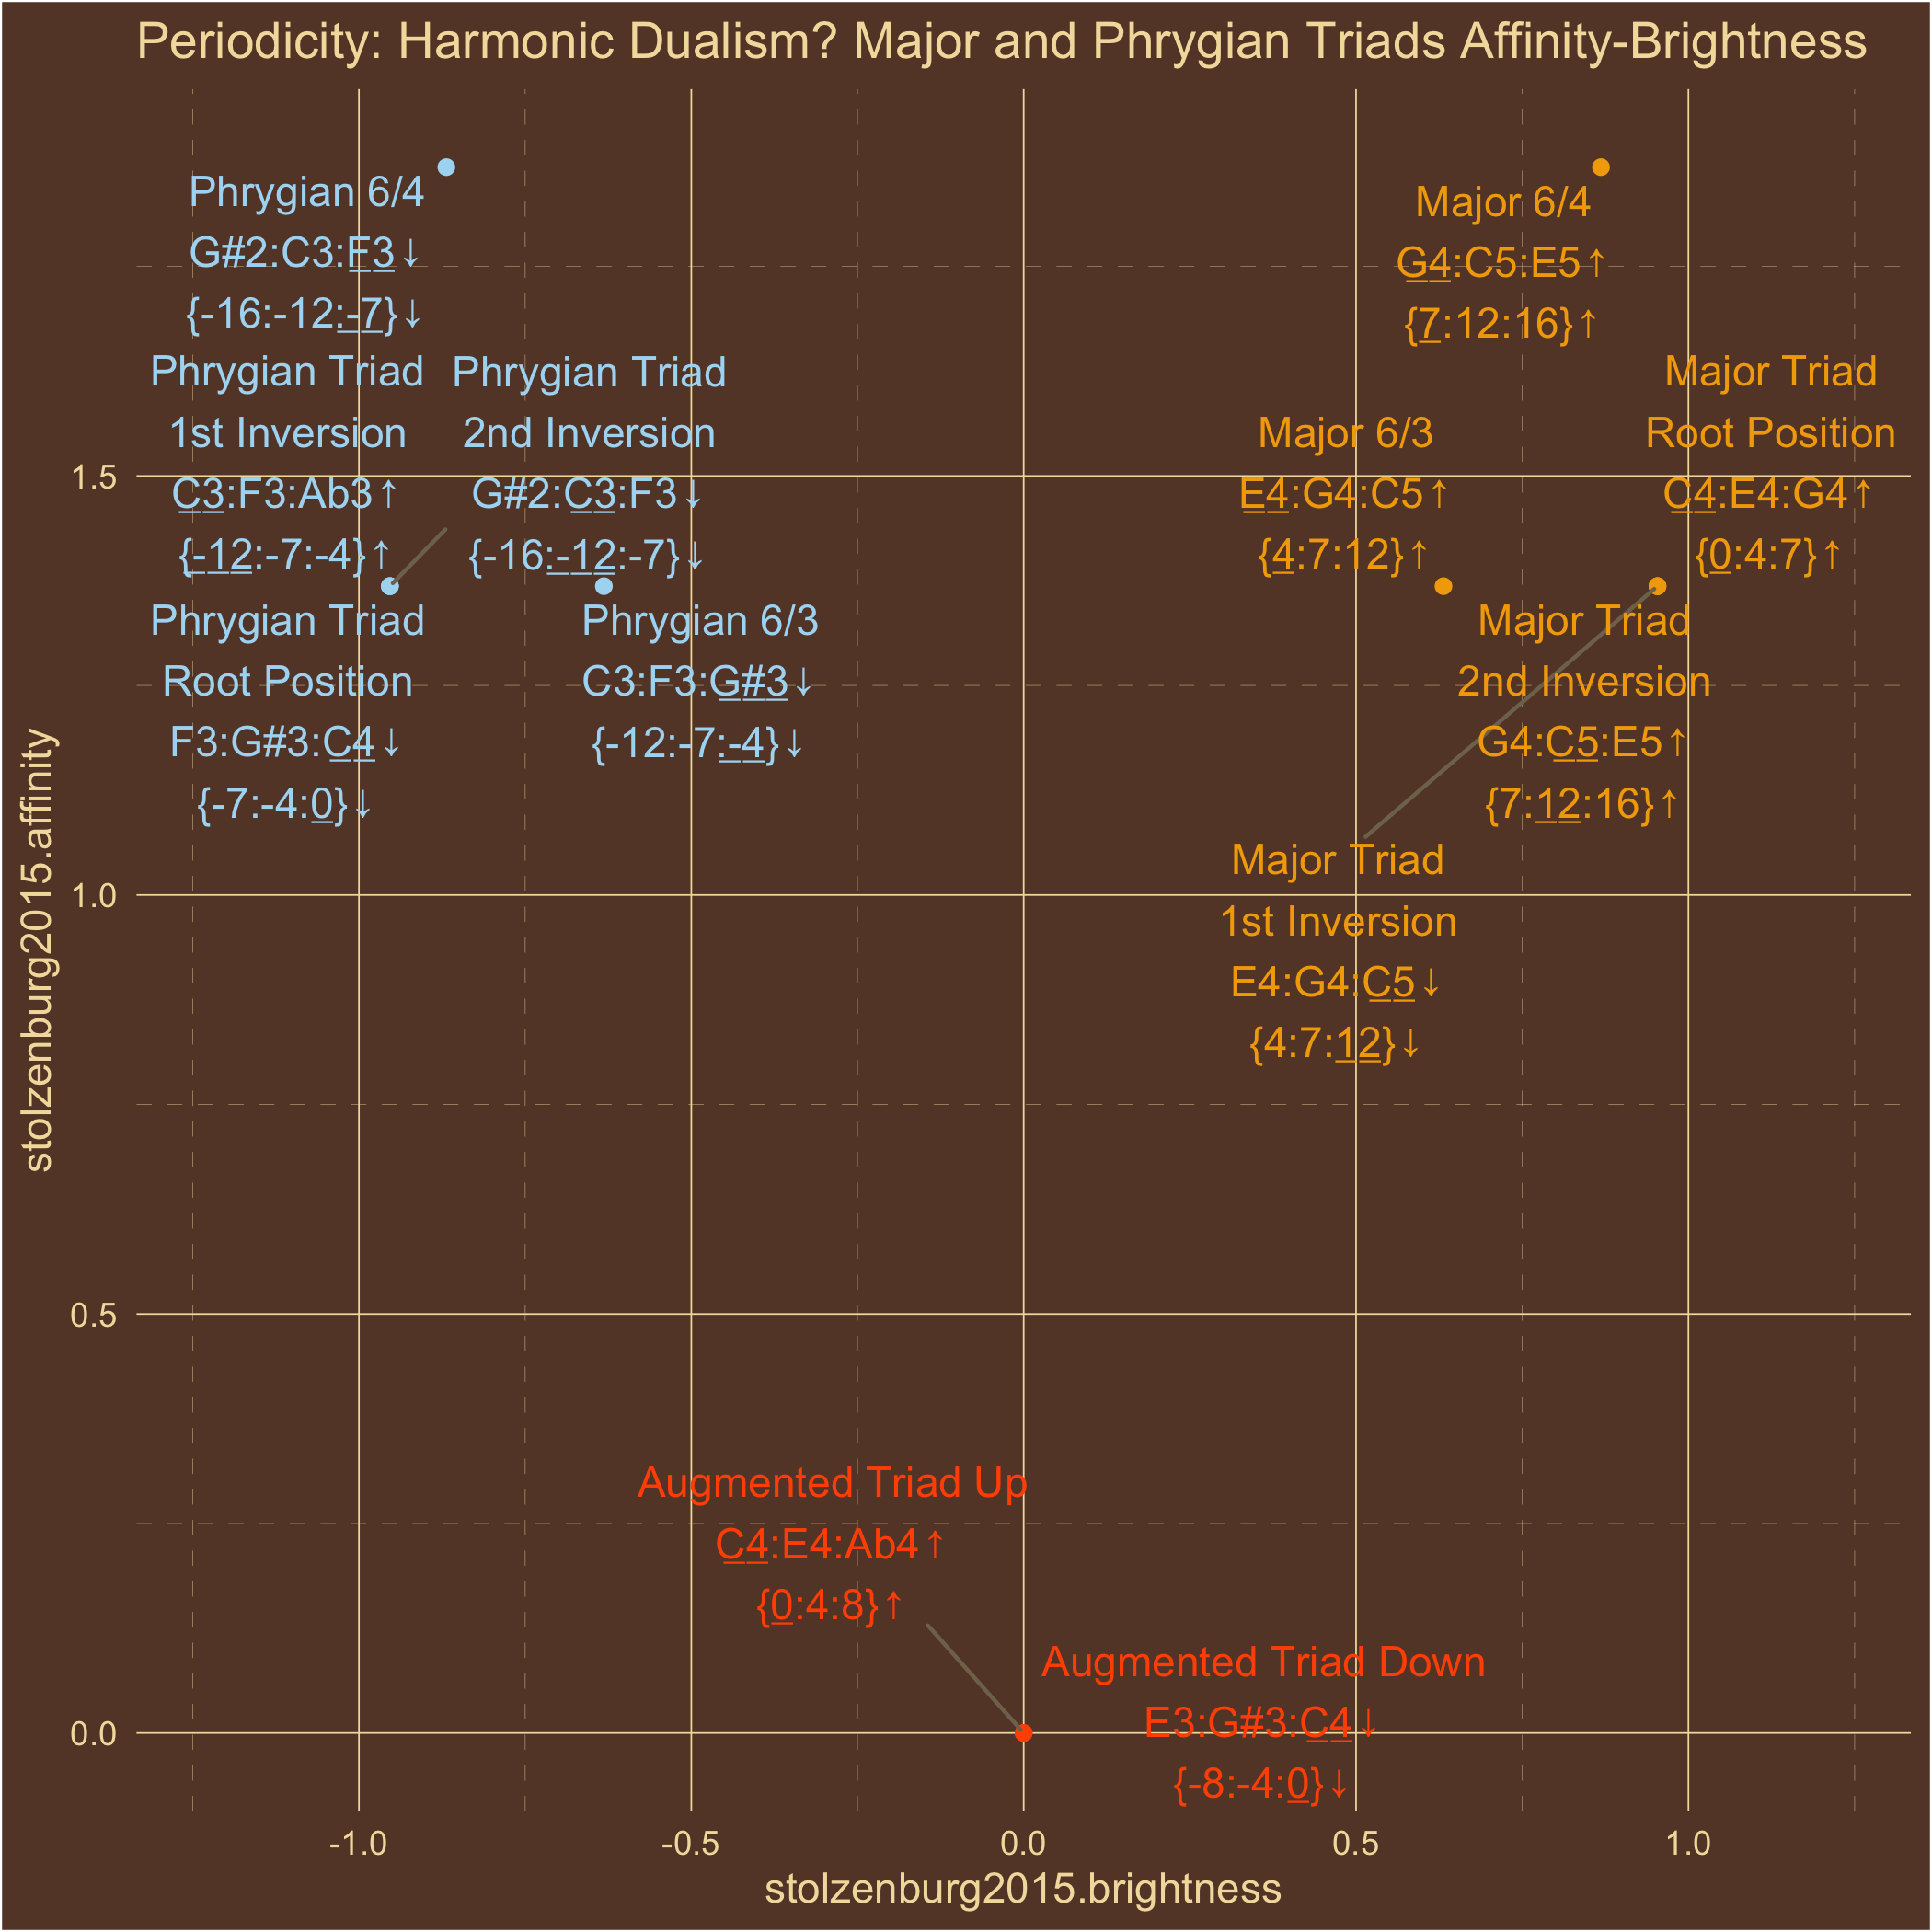 Periodicity: Harmonic Dualism? Major and Phrygian Triads Affinity-Brightness
Phrygian 6/4
G#2:C3:F3↓
{-16:-12:-7}↓
Major 6/4
G4:C5:E5↑
{7:12:16}↑
Phrygian Triad
1st Inversion
C3:F3:Ab3↑
{-12:-7:-4}↑
Phrygian Triad
2nd Inversion
G#2:C3:F3↓
{-16:-12:-7}↓
Major 6/3
E4:G4:C5↑
{4:7:12}↑
Major Triad
Root Position
C4:E4:G4↑
{0:4:7}↑
Phrygian Triad
Root Position
F3:G#3:C4↓
{-7:-4:0}↓
Phrygian 6/3
C3:F3:G#3↓
{-12:-7:-4}↓
Major Triad
2nd Inversion
G4:C5:E5↑
{7:12:16}↑
Major Triad
1st Inversion
E4:G4:C5↓
{4:7:12}↓
Augmented Triad Up
C4:E4:Ab4↑
{0:4:8}↑
Augmented Triad Down
E3:G#3:C4↓
{-8:-4:0}↓
stolzenburg2015.affinity
1.5
1.0
0.5
0.0
-1.0
-0.5
0.0
0.5
1.0
stolzenburg2015.brightness